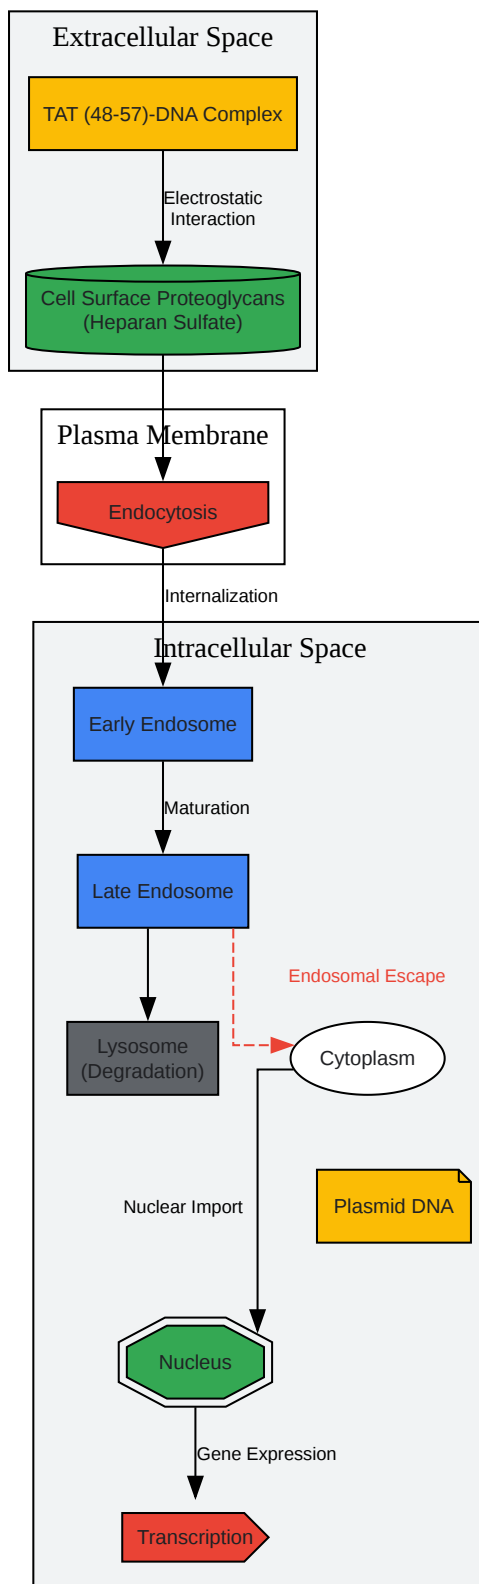 Extracellular Space
TAT (48-57)-DNA Complex
Electrostatic
Interaction
Cell Surface Proteoglycans
(Heparan Sulfate)
Plasma Membrane
Endocytosis
Internalization
Intracellular Space
Early Endosome
Maturation
Late Endosome
Endosomal Escape
Lysosome
(Degradation)
Cytoplasm
Nuclear Import
Plasmid DNA
Nucleus
Gene Expression
Transcription